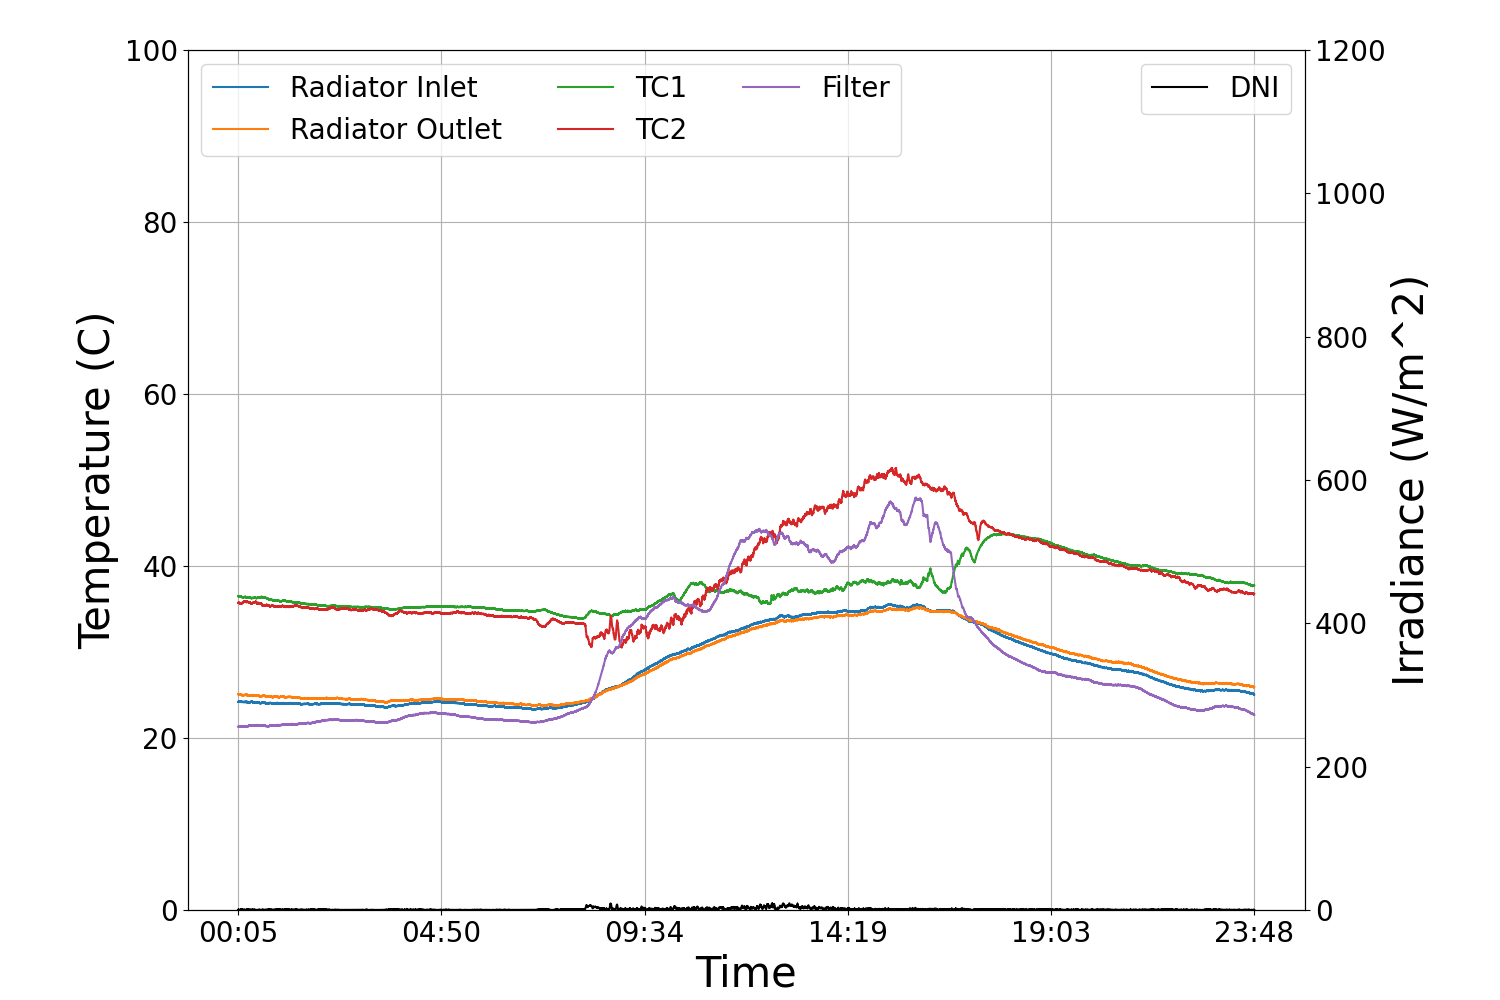 Radiator Inlet
Radiator Outlet
TC1
TC2
Filter
DNI
Temperature (C)
100
80
60
40
20
0
Irradiance (W/m^2)
1200
1000
800
600
400
200
0
00:05 04:50 09:34 14:19 19:03 23:48
Time